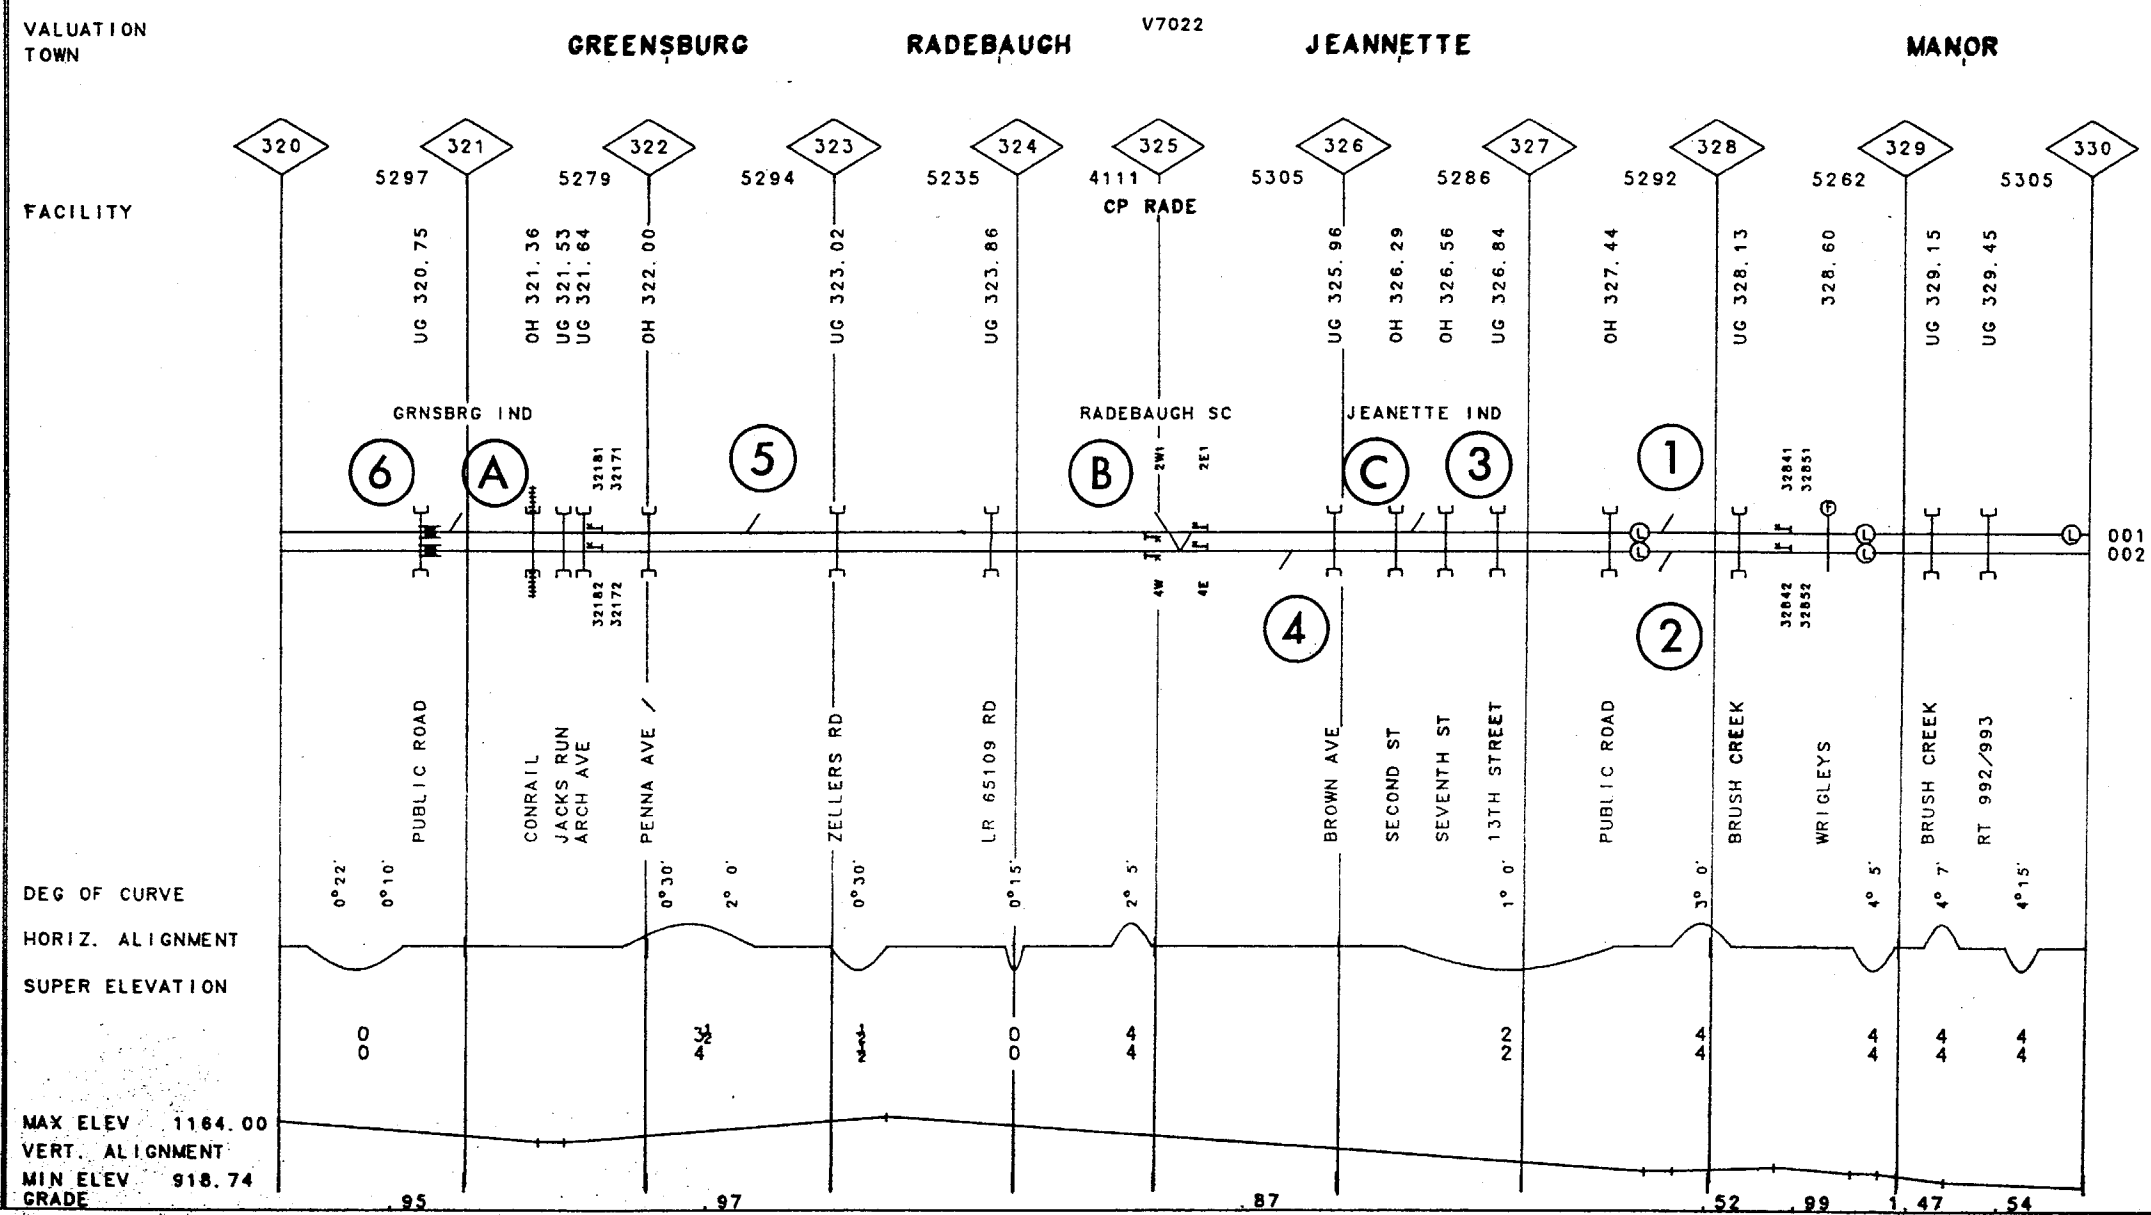 VALUATION V7022
TOWN GREENSBURG RADEBAUGH JEANNETTE MANOR
320 321 322 323 324 325 326 327 328 329 330
5297 5279 5294 5235 4111 5305 5286 5292 5262 5305
FACILITY CP RADE
UG 320.75
OH 321.36
UG 321.53
UG 321.64
OH 322.00
UG 323.02
UG 323.86
UG 325.96
OH 326.29
OH 326.56
UG 326.84
OH 327.44
UG 328.13
328.60
UG 329.15
UG 329.45
GRNSBRG IND RADEBAUGH SC JEANETTE IND
6 A 5 B C 3 1
32181
32171
2W1
2E1
32841
32851
F
L L L 001
L L 002
32182
32172
4W
4E
32842
32852
4 2
PUBLIC ROAD
CONRAIL
JACKS RUN
ARCH AVE
PENNA AVE /
ZELLERS RD
LR 65109 RD
BROWN AVE
SECOND ST
SEVENTH ST
13TH STREET
PUBLIC ROAD
BRUSH CREEK
WRIGLEYS
BRUSH CREEK
RT 992/993
DEG OF CURVE 0°22' 0°10' 0°30' 2° 0' 0°30' 0°15' 2° 5' 1° 0' 3° 0' 4° 5' 4° 7' 4°15'
HORIZ. ALIGNMENT
SUPER ELEVATION
0 3½ 0 4 2 4 4 4 4
0 4 0 4 2 4 4 4 4
MAX ELEV 1164.00
VERT. ALIGNMENT
MIN ELEV 918.74
GRADE .95 .97 .87 .52 .99 1.47 .54